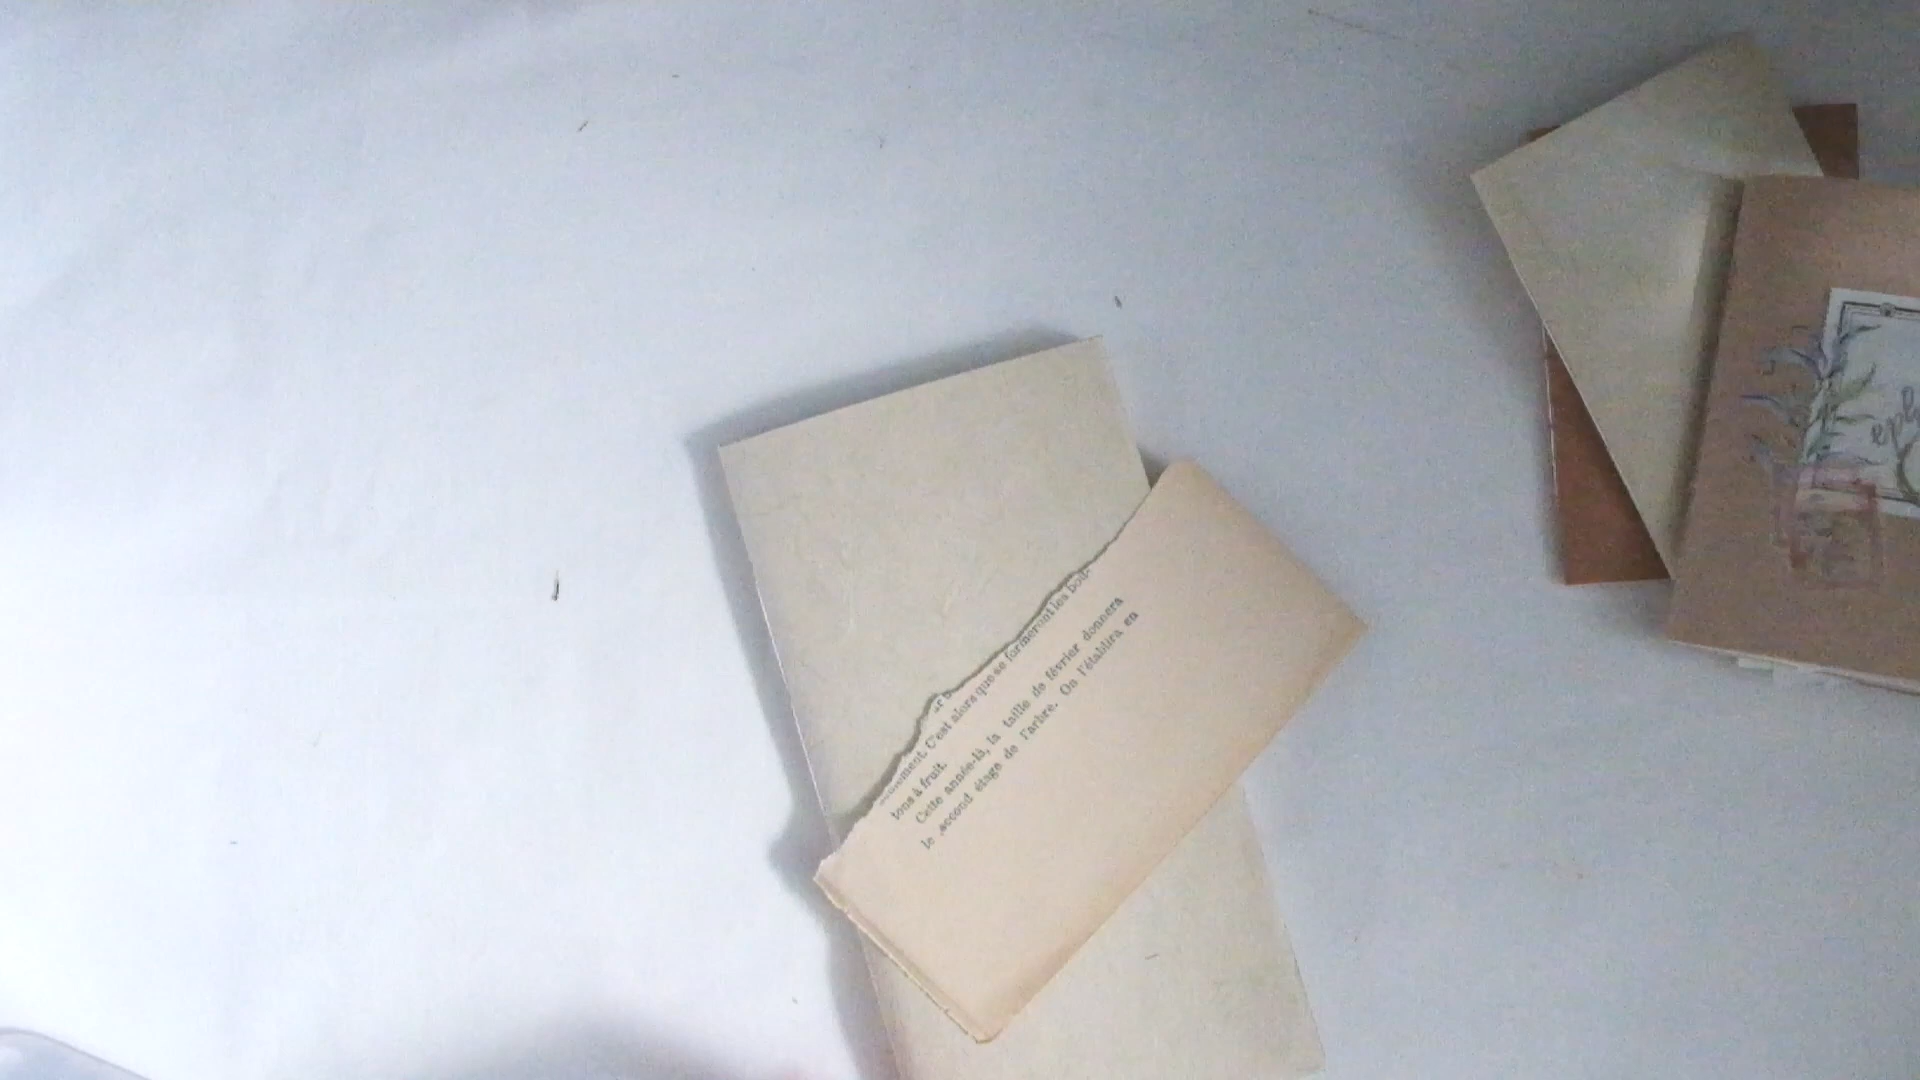 C'est alors que se formeront les bou-
tons à fruit.
Cette année-là, la taille de février donnera
le second étage de l'arbre. On l'établira en